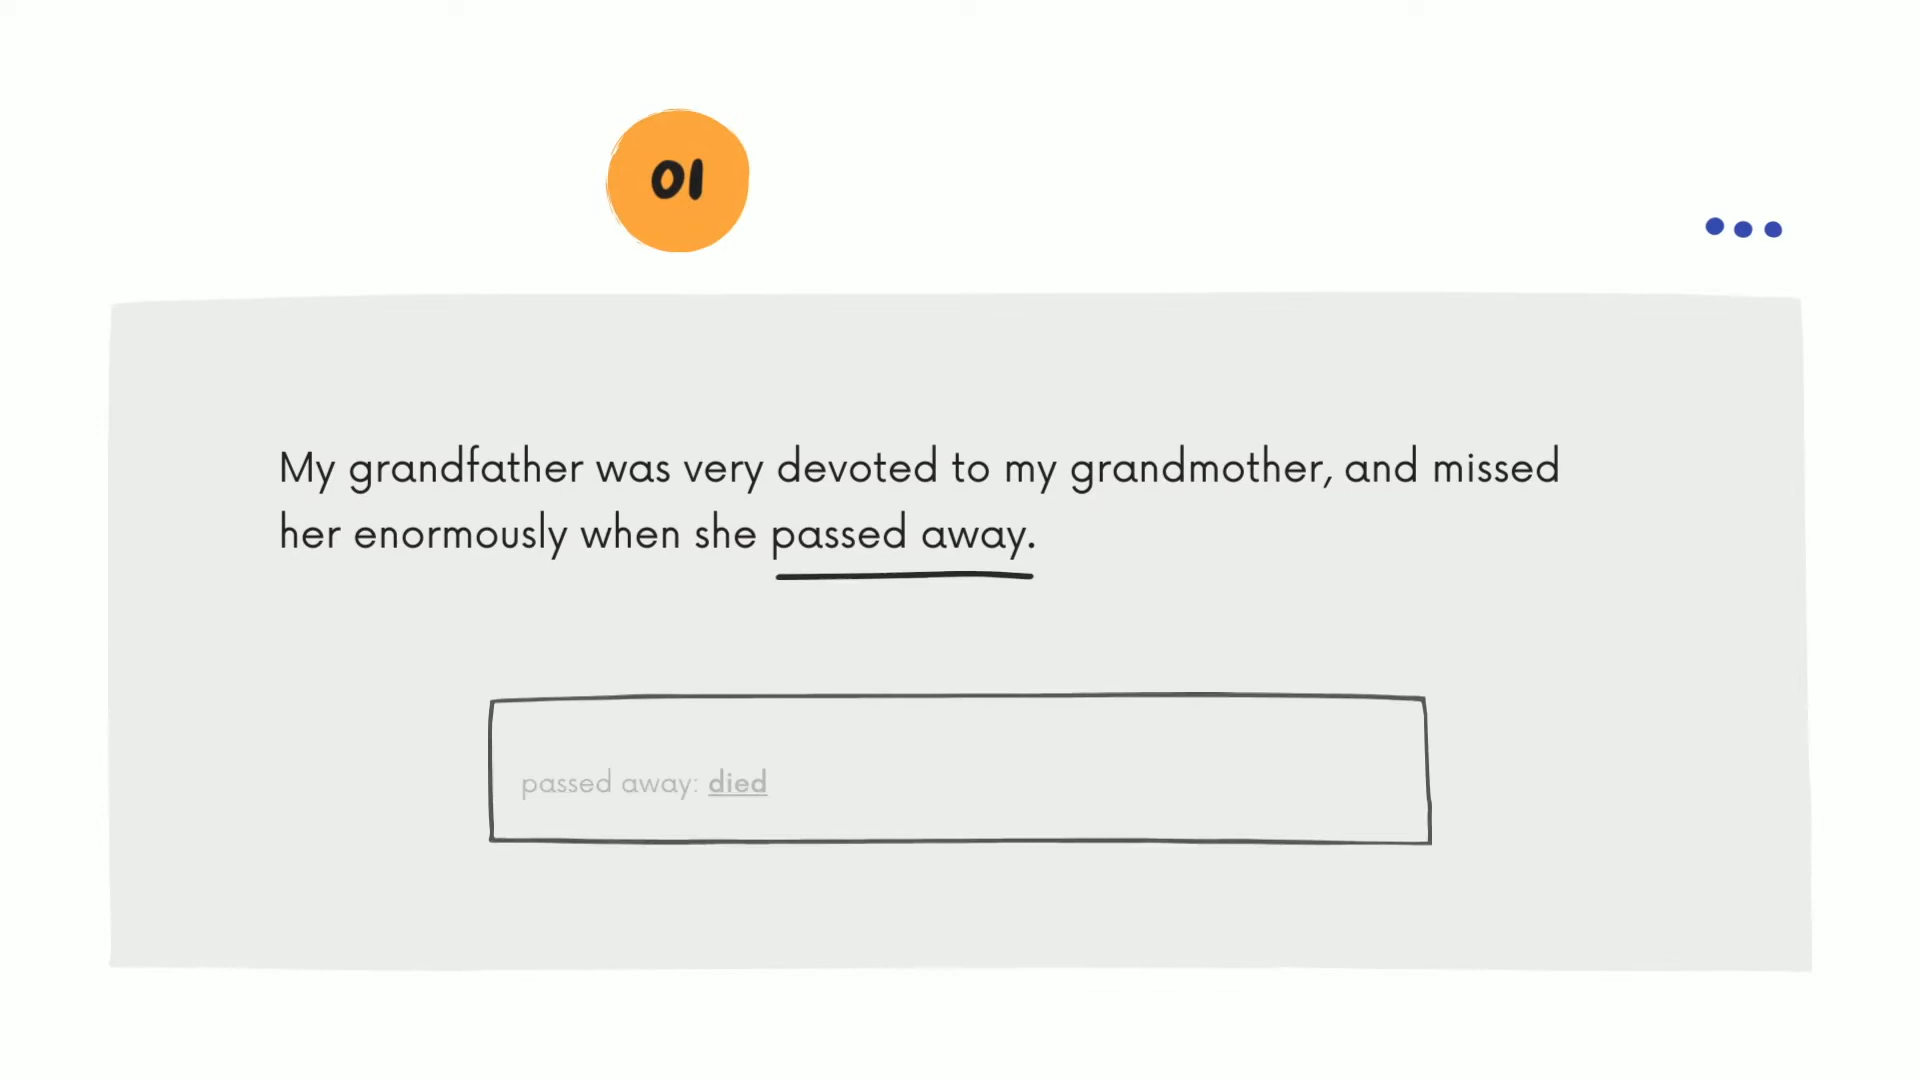 01
My grandfather was very devoted to my grandmother, and missed
her enormously when she passed away.
passed away: died